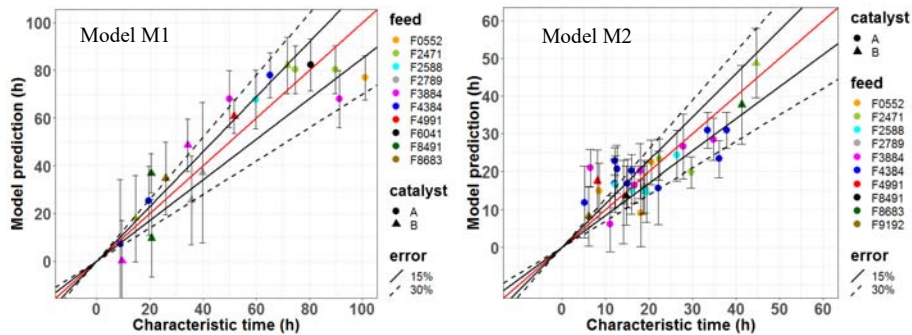 Model M1
Model prediction (h)
100
80
60
40
20
0
0
20
40
60
80
100
Characteristic time (h)
feed
F0552
F2471
F2588
F2789
F3884
F4384
F4991
F6041
F8491
F8683
catalyst
A
B
error
15%
30%
Model M2
Model prediction (h)
60
50
40
30
20
10
0
0
10
20
30
40
50
60
Characteristic time (h)
catalyst
A
B
feed
F0552
F2471
F2588
F2789
F3884
F4384
F4991
F8491
F8683
F9192
error
15%
30%